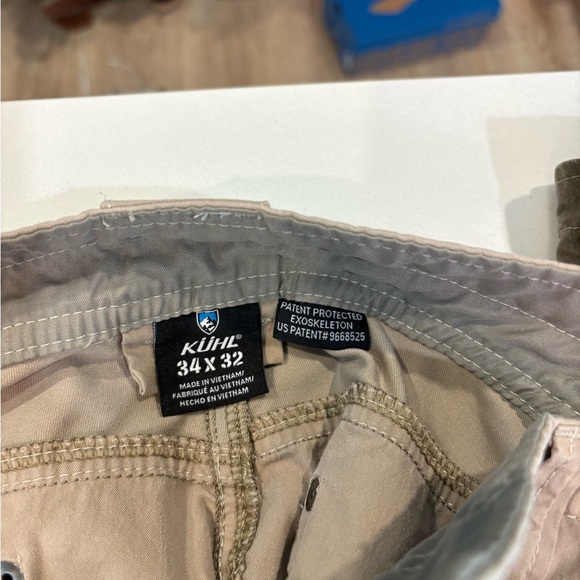 KÜHL®
34 X 32
MADE IN VIETNAM/
FABRIQUÉ AU VIETNAM/
HECHO EN VIETNAM
PATENT PROTECTED
EXOSKELETON
US PATENT# 9668525